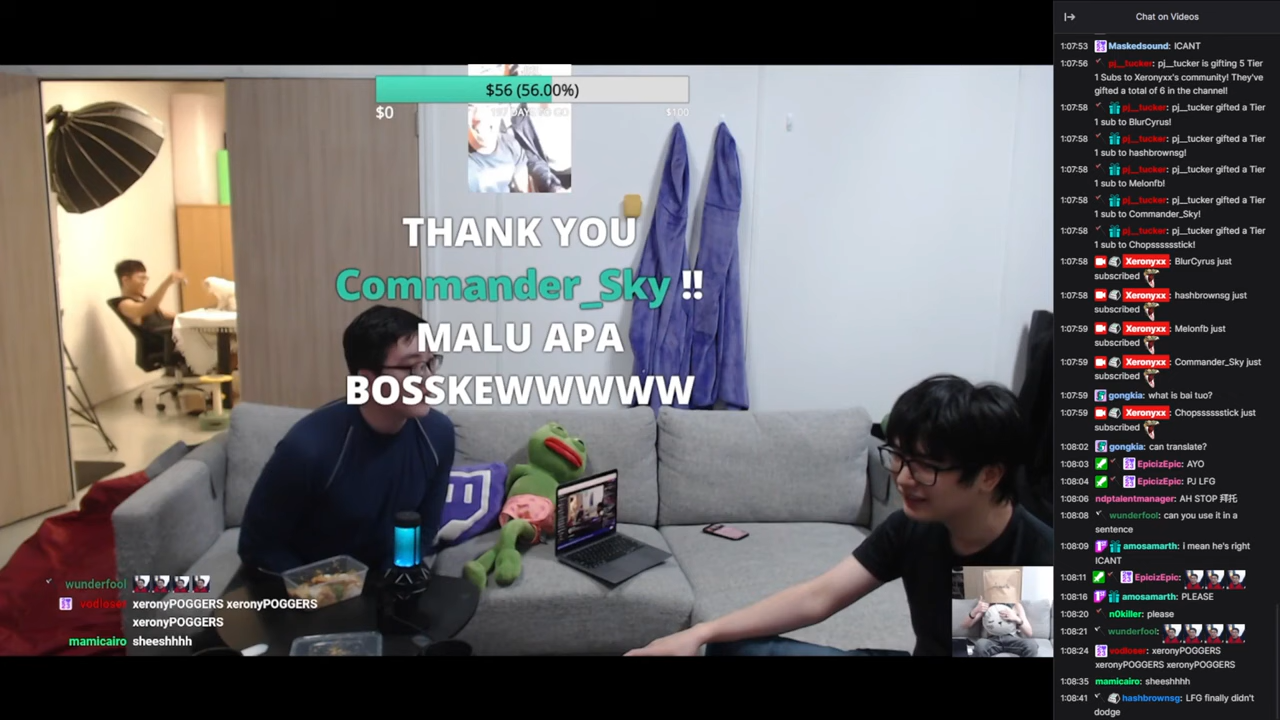 $56 (56.00%)
$0
$100
THANK YOU
Commander_Sky !!
MALU APA
BOSSKEWWWWW
wunderfool
vodloser xeronyPOGGERS xeronyPOGGERS
xeronyPOGGERS
mamicairo sheeshhhh
Chat on Videos
1:07:53 Maskedsound: ICANT
1:07:56 pj__tucker: pj__tucker is gifting 5 Tier
1 Subs to Xeronyxx's community! They've
gifted a total of 6 in the channel!
1:07:58 pj__tucker: pj__tucker gifted a Tier
1 sub to BlurCyrus!
1:07:58 pj__tucker: pj__tucker gifted a Tier
1 sub to hashbrownsg!
1:07:58 pj__tucker: pj__tucker gifted a Tier
1 sub to Melonfb!
1:07:58 pj__tucker: pj__tucker gifted a Tier
1 sub to Commander_Sky!
1:07:58 pj__tucker: pj__tucker gifted a Tier
1 sub to Chopsssssstick!
1:07:58 Xeronyxx: BlurCyrus just
subscribed
1:07:58 Xeronyxx: hashbrownsg just
subscribed
1:07:59 Xeronyxx: Melonfb just
subscribed
1:07:59 Xeronyxx: Commander_Sky just
subscribed
1:07:59 gongkia: what is bai tuo?
1:07:59 Xeronyxx: Chopsssssstick just
subscribed
1:08:02 gongkia: can translate?
1:08:03 EpicizEpic: AYO
1:08:04 EpicizEpic: PJ LFG
1:08:06 ndptalentmanager: AH STOP 拜托
1:08:08 wunderfool: can you use it in a
sentence
1:08:09 amosamarth: i mean he's right
ICANT
1:08:11 EpicizEpic:
1:08:16 amosamarth: PLEASE
1:08:20 n0killer: please
1:08:21 wunderfool:
1:08:24 vodloser: xeronyPOGGERS
xeronyPOGGERS xeronyPOGGERS
1:08:35 mamicairo: sheeshhhh
1:08:41 hashbrownsg: LFG finally didn't
dodge